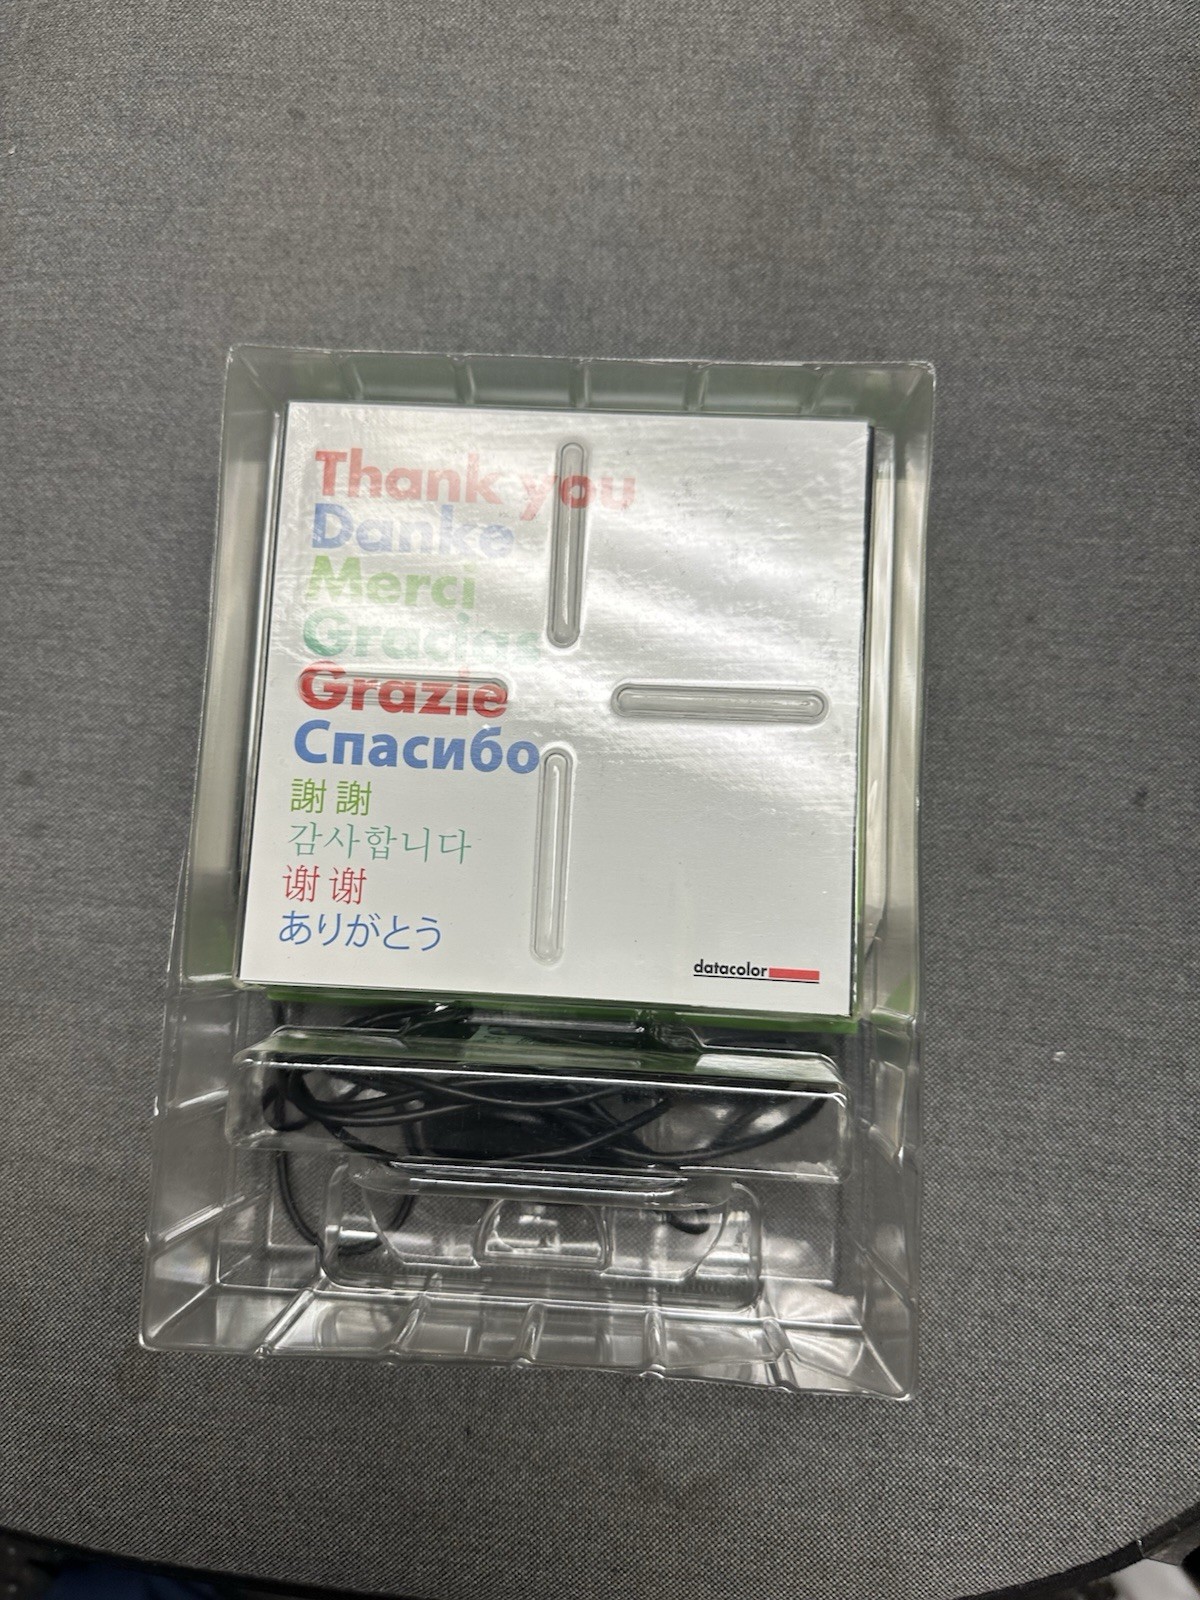 Thank you
Danke
Merci
Gracias
Grazie
Спасибо
謝 謝
감사합니다
谢 谢
ありがとう
datacolor